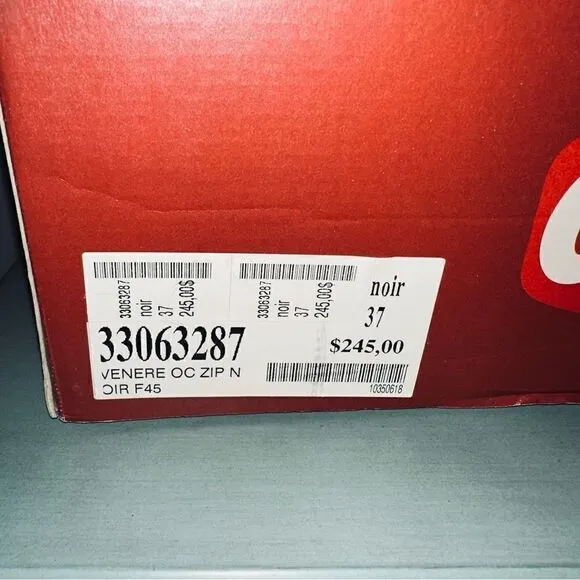 33063287
noir
37
245,00$
33063287
noir
37
245,00$
noir
37
$245,00
33063287
VENERE OC ZIP N
OIR F45
10350618